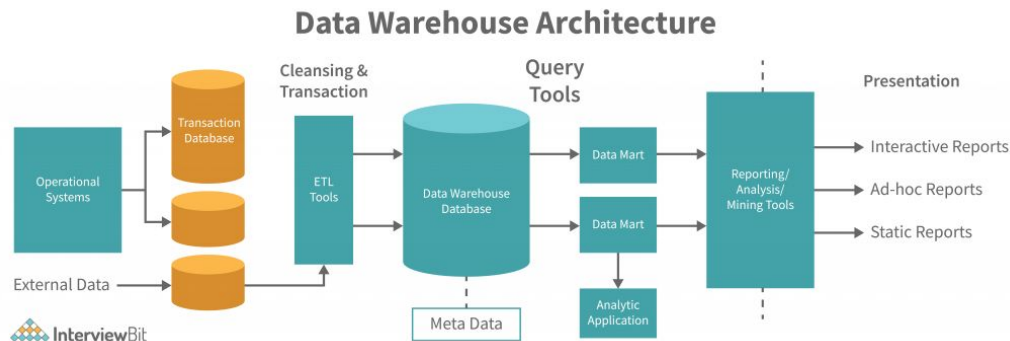 Data Warehouse Architecture
Cleansing &
Transaction
Query
Tools
Presentation
Operational
Systems
Transaction
Database
External Data
ETL
Tools
Data Warehouse
Database
Meta Data
Data Mart
Data Mart
Analytic
Application
Reporting/
Analysis/
Mining Tools
Interactive Reports
Ad-hoc Reports
Static Reports
InterviewBit